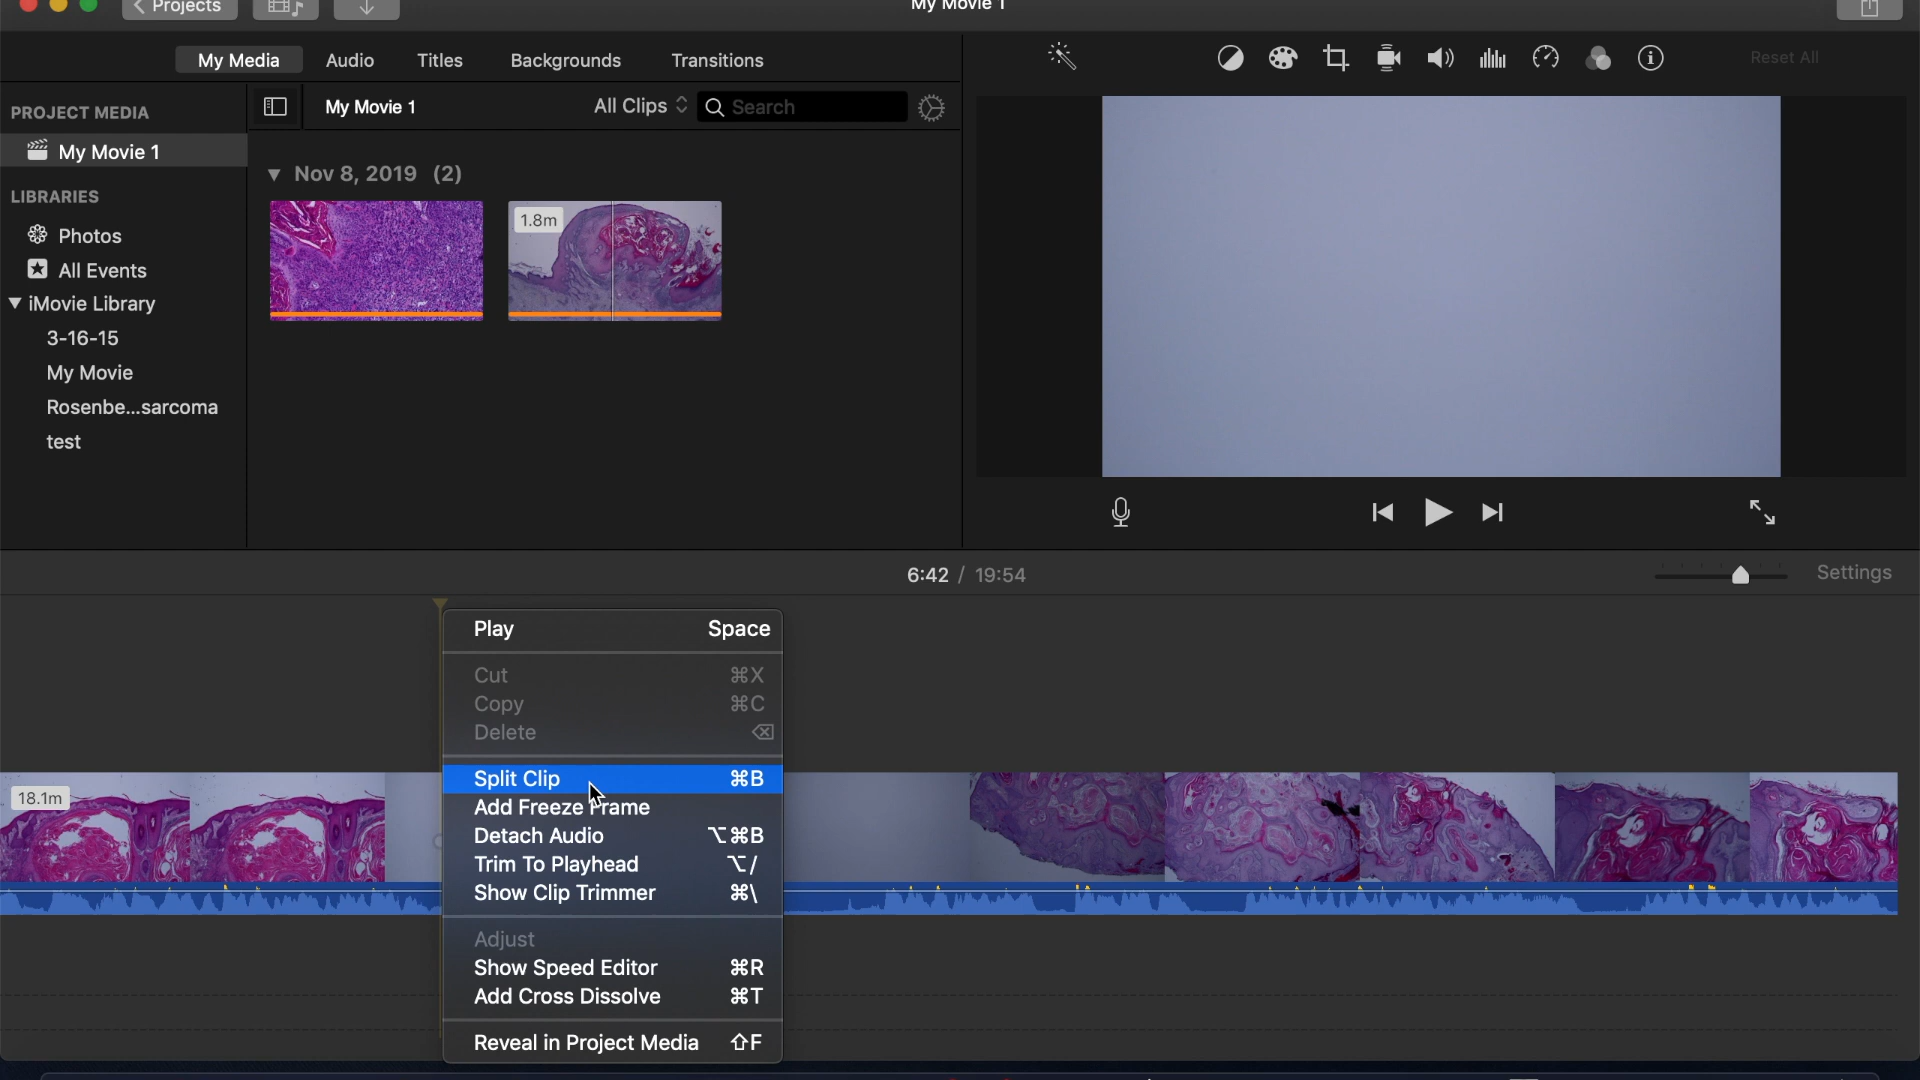 Projects
My Movie 1
My Media Audio Titles Backgrounds Transitions
Reset All
PROJECT MEDIA
My Movie 1
LIBRARIES
Photos
All Events
iMovie Library
3-16-15
My Movie
Rosenbe...sarcoma
test
My Movie 1 All Clips Search
Nov 8, 2019 (2)
1.8m
6:42 / 19:54
Settings
18.1m
Play Space
Cut ⌘X
Copy ⌘C
Delete ⌫
Split Clip ⌘B
Add Freeze Frame
Detach Audio ⌥⌘B
Trim To Playhead ⌥/
Show Clip Trimmer ⌘\
Adjust
Show Speed Editor ⌘R
Add Cross Dissolve ⌘T
Reveal in Project Media ⇧F